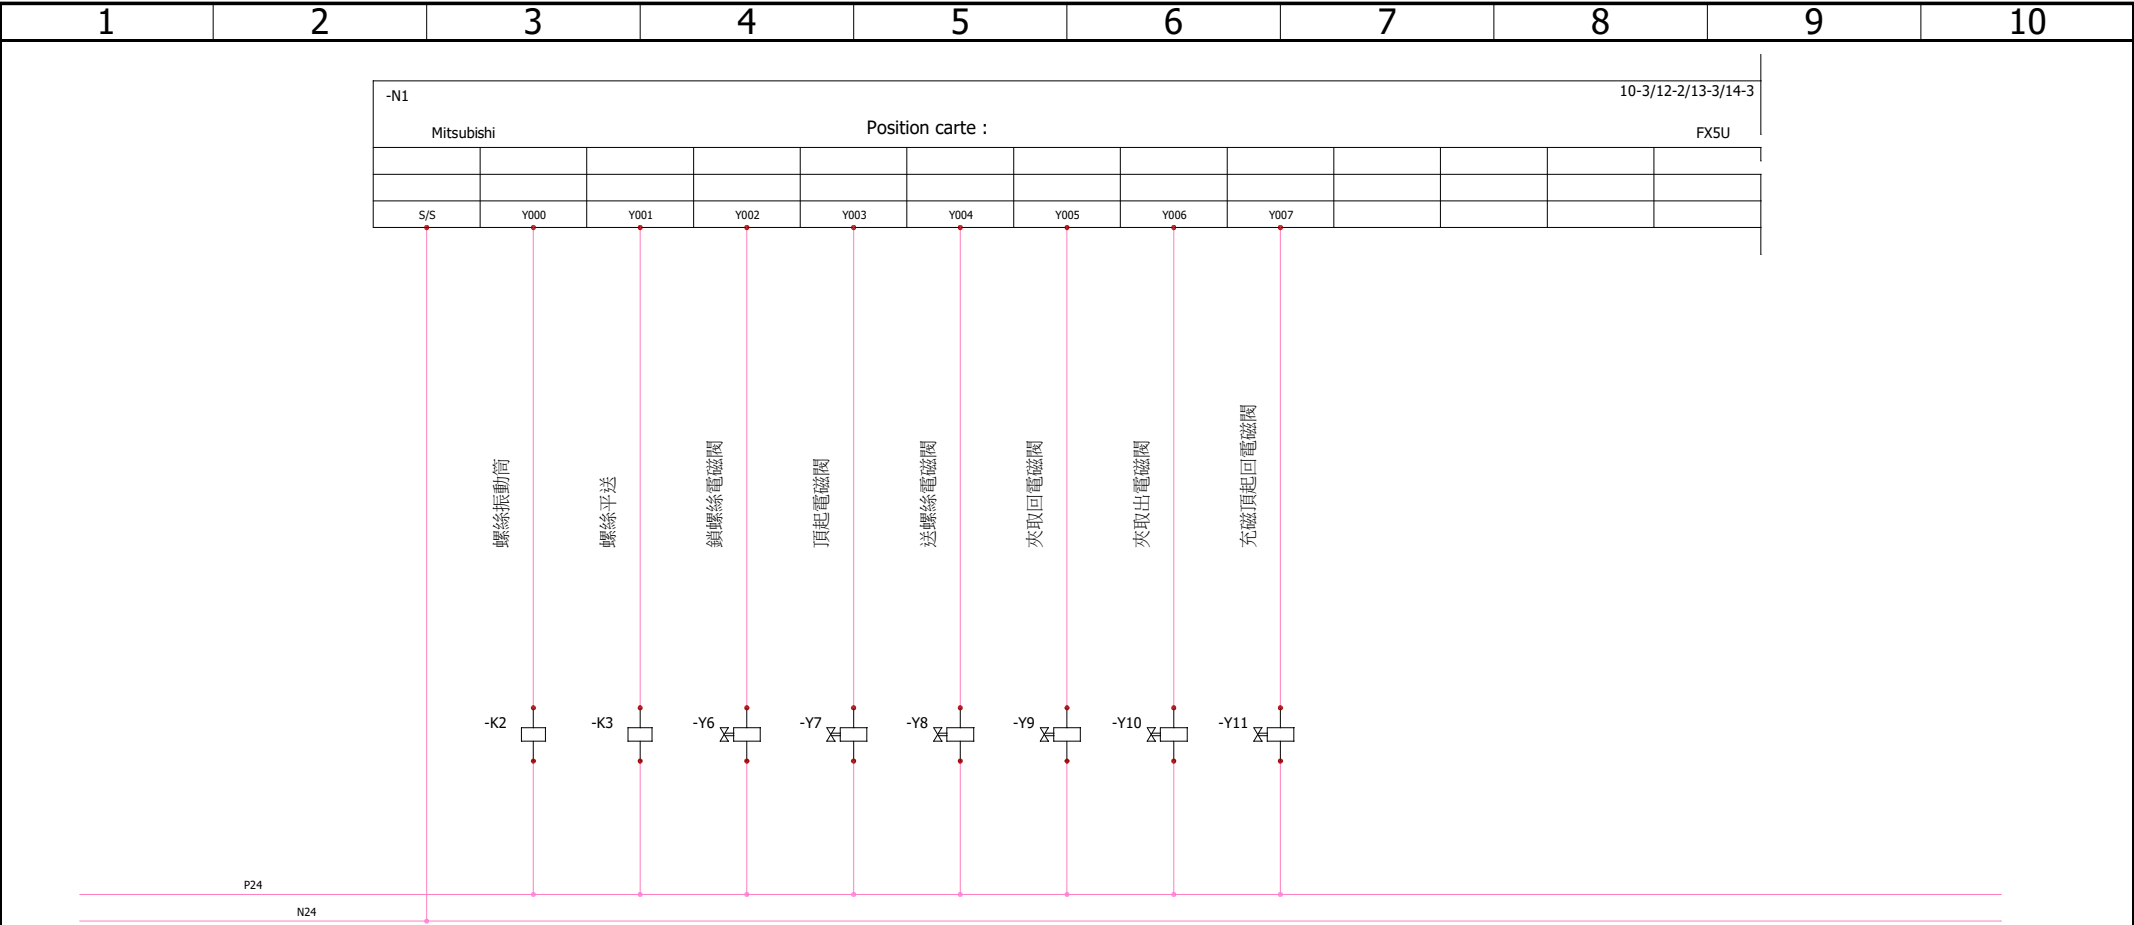 1 2 3 4 5 6 7 8 9 10
-N1 10-3/12-2/13-3/14-3
Mitsubishi Position carte : FX5U
S/S Y000 Y001 Y002 Y003 Y004 Y005 Y006 Y007
螺絲振動筒
螺絲平送
鎖螺絲電磁閥
頂起電磁閥
送螺絲電磁閥
夾取回電磁閥
夾取出電磁閥
充磁頂起回電磁閥
-K2 -K3 -Y6 -Y7 -Y8 -Y9 -Y10 -Y11
P24
N24